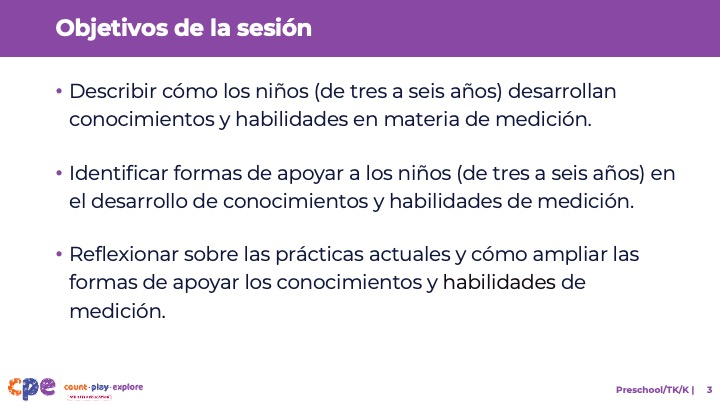 Objetivos de la sesión
• Describir cómo los niños (de tres a seis años) desarrollan
conocimientos y habilidades en materia de medición.
• Identificar formas de apoyar a los niños (de tres a seis años) en
el desarrollo de conocimientos y habilidades de medición.
• Reflexionar sobre las prácticas actuales y cómo ampliar las
formas de apoyar los conocimientos y habilidades de
medición.
cpe
count·play·explore
Preschool/TK/K | 3